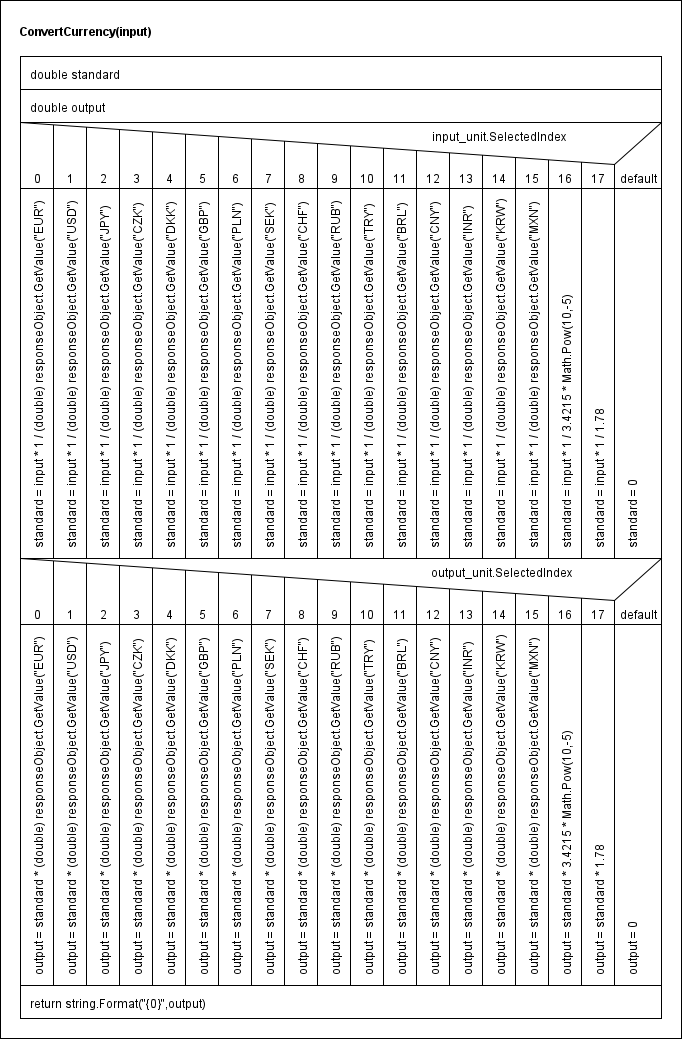 ConvertCurrency(input)
double standard
double output
input_unit.SelectedIndex
0 1 2 3 4 5 6 7 8 9 10 11 12 13 14 15 16 17 default
standard = input * 1 / (double) responseObject.GetValue("EUR")
standard = input * 1 / (double) responseObject.GetValue("USD")
standard = input * 1 / (double) responseObject.GetValue("JPY")
standard = input * 1 / (double) responseObject.GetValue("CZK")
standard = input * 1 / (double) responseObject.GetValue("DKK")
standard = input * 1 / (double) responseObject.GetValue("GBP")
standard = input * 1 / (double) responseObject.GetValue("PLN")
standard = input * 1 / (double) responseObject.GetValue("SEK")
standard = input * 1 / (double) responseObject.GetValue("CHF")
standard = input * 1 / (double) responseObject.GetValue("RUB")
standard = input * 1 / (double) responseObject.GetValue("TRY")
standard = input * 1 / (double) responseObject.GetValue("BRL")
standard = input * 1 / (double) responseObject.GetValue("CNY")
standard = input * 1 / (double) responseObject.GetValue("INR")
standard = input * 1 / (double) responseObject.GetValue("KRW")
standard = input * 1 / (double) responseObject.GetValue("MXN")
standard = input * 1 / 3.4215 * Math.Pow(10,-5)
standard = input * 1 / 1.78
standard = 0
output_unit.SelectedIndex
0 1 2 3 4 5 6 7 8 9 10 11 12 13 14 15 16 17 default
output = standard * (double) responseObject.GetValue("EUR")
output = standard * (double) responseObject.GetValue("USD")
output = standard * (double) responseObject.GetValue("JPY")
output = standard * (double) responseObject.GetValue("CZK")
output = standard * (double) responseObject.GetValue("DKK")
output = standard * (double) responseObject.GetValue("GBP")
output = standard * (double) responseObject.GetValue("PLN")
output = standard * (double) responseObject.GetValue("SEK")
output = standard * (double) responseObject.GetValue("CHF")
output = standard * (double) responseObject.GetValue("RUB")
output = standard * (double) responseObject.GetValue("TRY")
output = standard * (double) responseObject.GetValue("BRL")
output = standard * (double) responseObject.GetValue("CNY")
output = standard * (double) responseObject.GetValue("INR")
output = standard * (double) responseObject.GetValue("KRW")
output = standard * (double) responseObject.GetValue("MXN")
output = standard * 3.4215 * Math.Pow(10,-5)
output = standard * 1.78
output = 0
return string.Format("{0}",output)